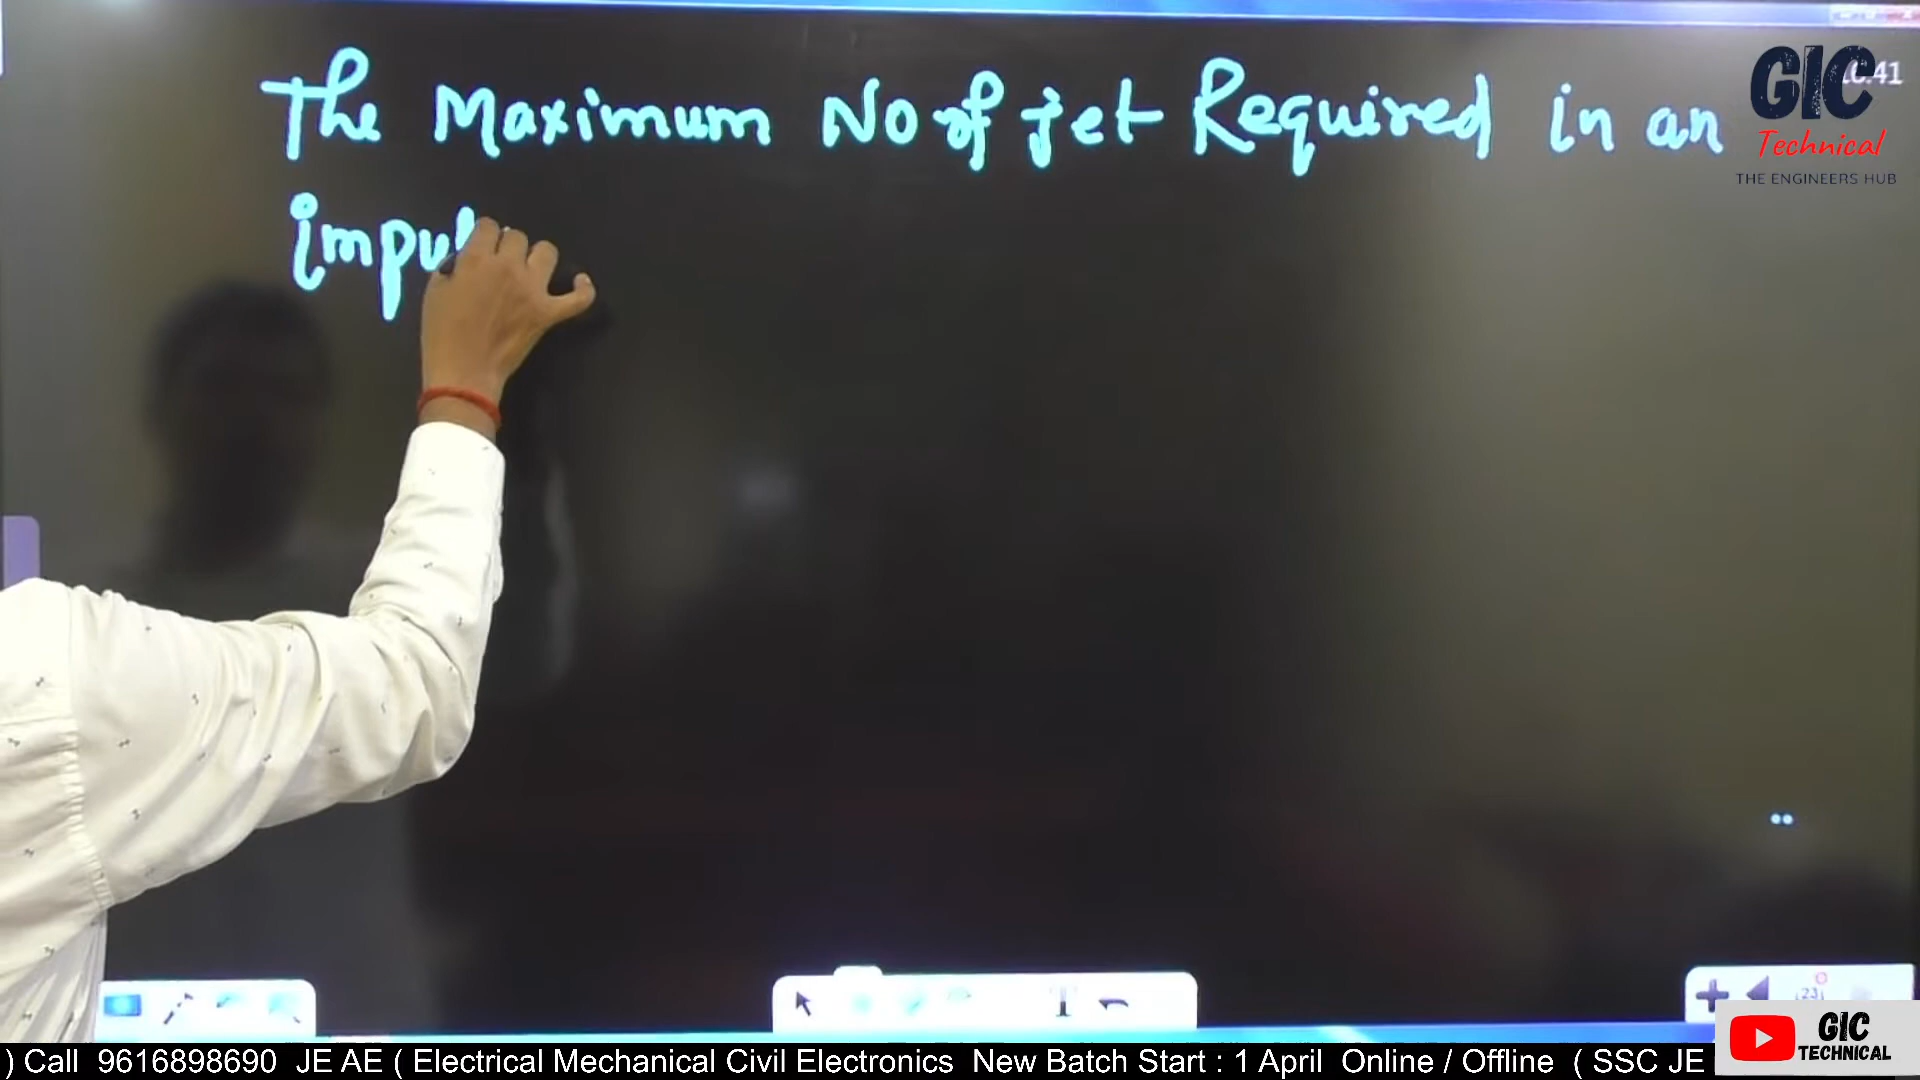 The Maximum No of jet Required in an
impul
GIC
Technical
THE ENGINEERS HUB
) Call 9616898690 JE AE ( Electrical Mechanical Civil Electronics New Batch Start : 1 April Online / Offline ( SSC JE
GIC
TECHNICAL